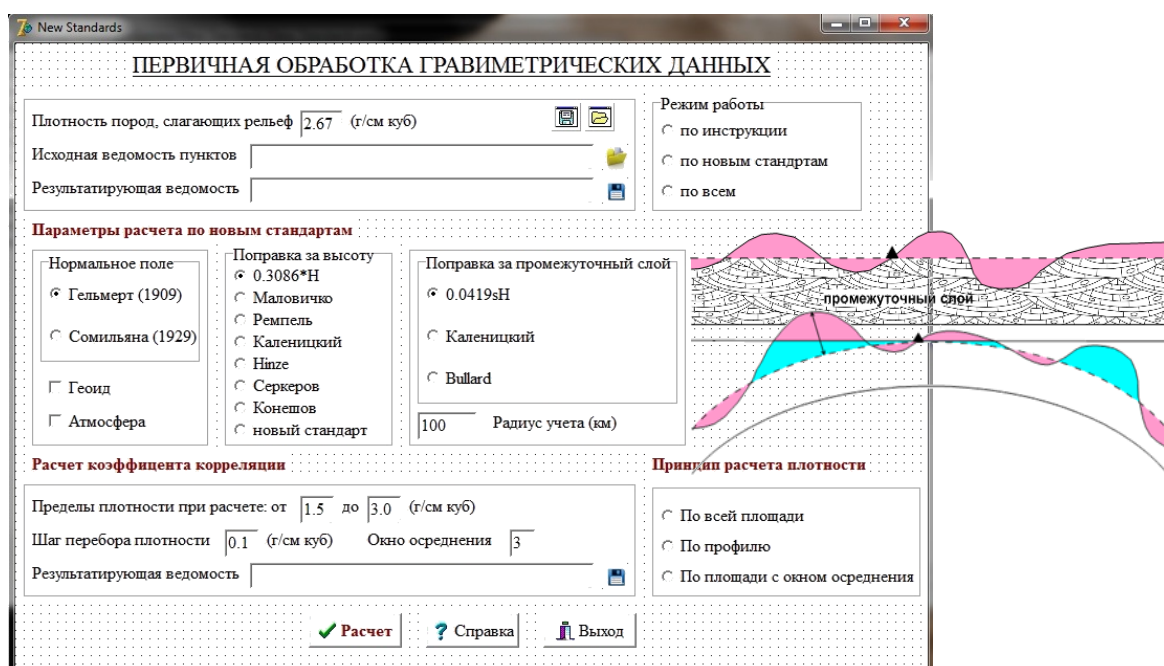 New Standards
ПЕРВИЧНАЯ ОБРАБОТКА ГРАВИМЕТРИЧЕСКИХ ДАННЫХ
Плотность пород, слагающих рельеф 2.67 (г/см куб)
Исходная ведомость пунктов
Результатирующая ведомость
Режим работы
по инструкции
по новым стандртам
по всем
Параметры расчета по новым стандартам
Нормальное поле
Гельмерт (1909)
Сомильяна (1929)
Геоид
Атмосфера
Поправка за высоту
0.3086*H
Маловичко
Ремпель
Каленицкий
Hinze
Серкеров
Конешов
новый стандарт
Поправка за промежуточный слой
0.0419sH
Каленицкий
Bullard
100 Радиус учета (км)
промежуточный слой
Расчет коэффицента корреляции
Пределы плотности при расчете: от 1.5 до 3.0 (г/см куб)
Шаг перебора плотности 0.1 (г/см куб) Окно осреднения 3
Результатирующая ведомость
Принцип расчета плотности
По всей площади
По профилю
По площади с окном осреднения
Расчет
Справка
Выход